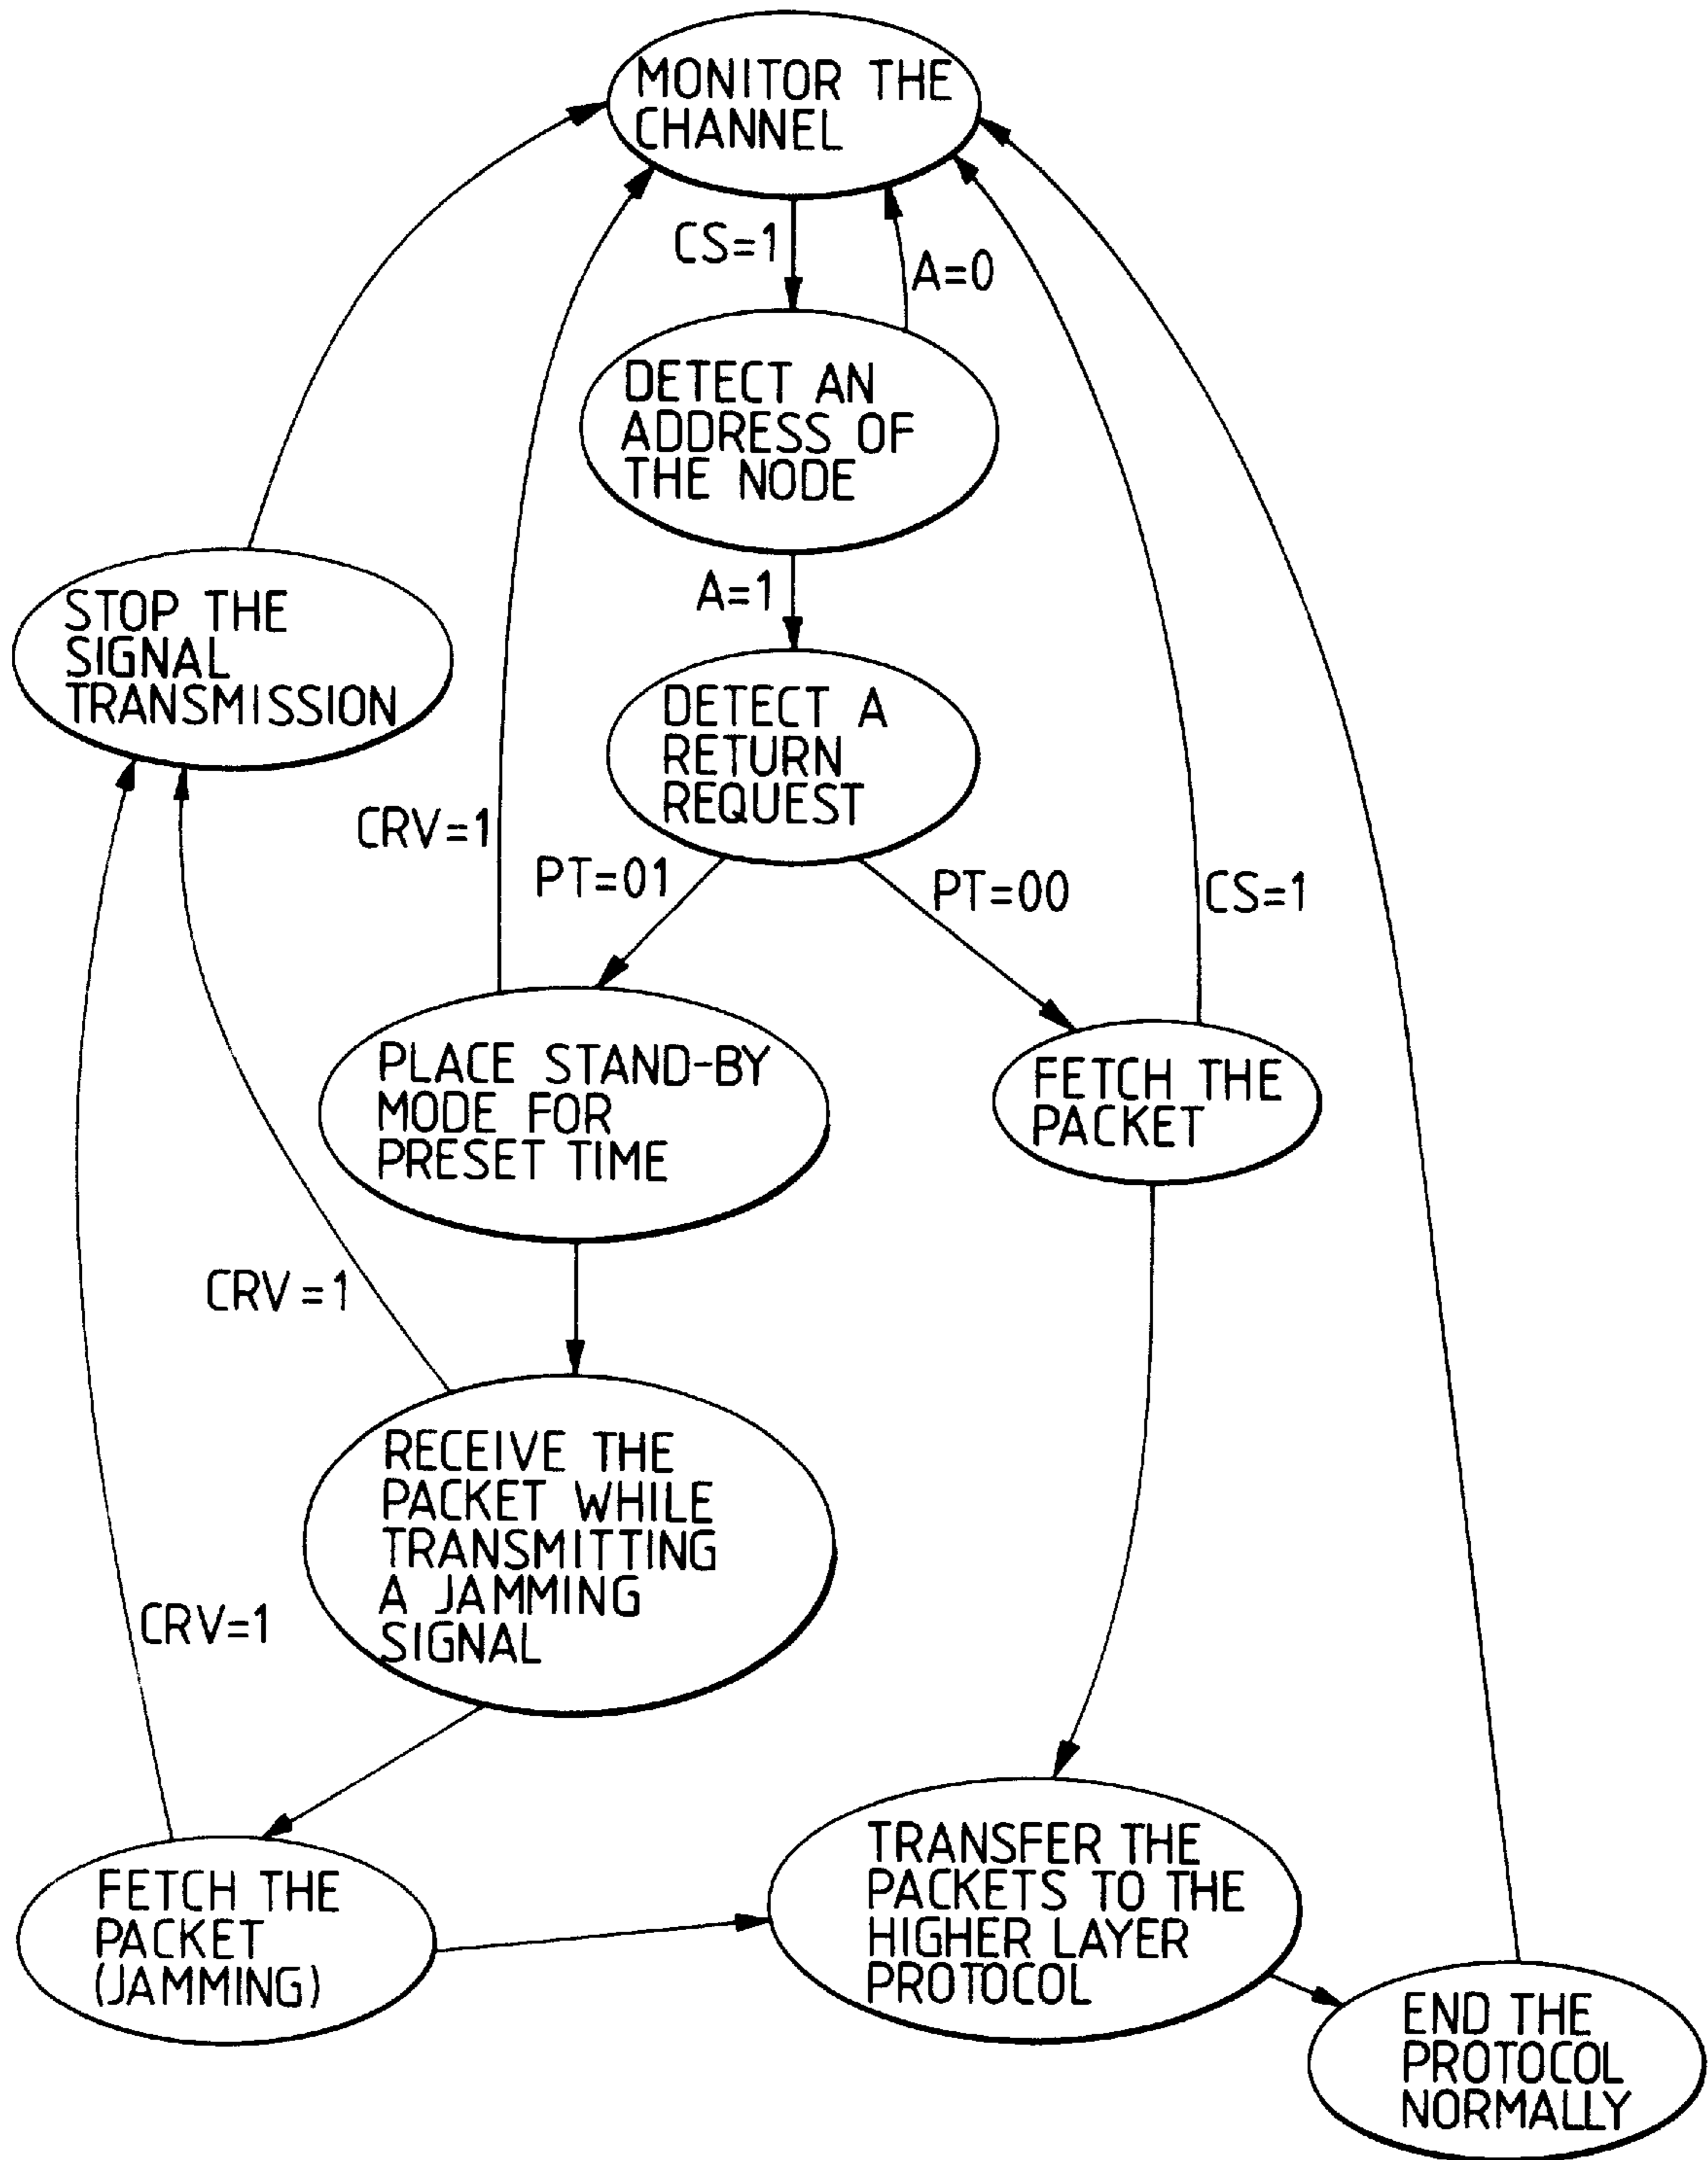 MONITOR THE
CHANNEL
CS=1
A=0
DETECT AN
ADDRESS OF
THE NODE
A=1
STOP THE
SIGNAL
TRANSMISSION
DETECT A
RETURN
REQUEST
CRV=1
PT=01
PT=00
CS=1
PLACE STAND-BY
MODE FOR
PRESET TIME
FETCH THE
PACKET
CRV=1
RECEIVE THE
PACKET WHILE
TRANSMITTING
A JAMMING
SIGNAL
CRV=1
FETCH THE
PACKET
(JAMMING)
TRANSFER THE
PACKETS TO THE
HIGHER LAYER
PROTOCOL
END THE
PROTOCOL
NORMALLY